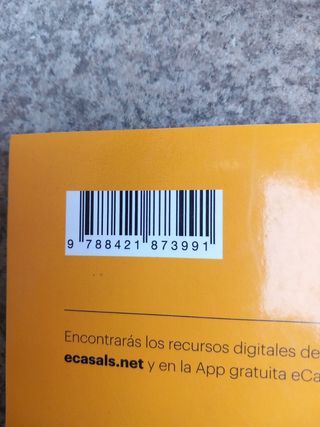 9 788421 873991
Encontrarás los recursos digitales de
ecasals.net y en la App gratuita eCa